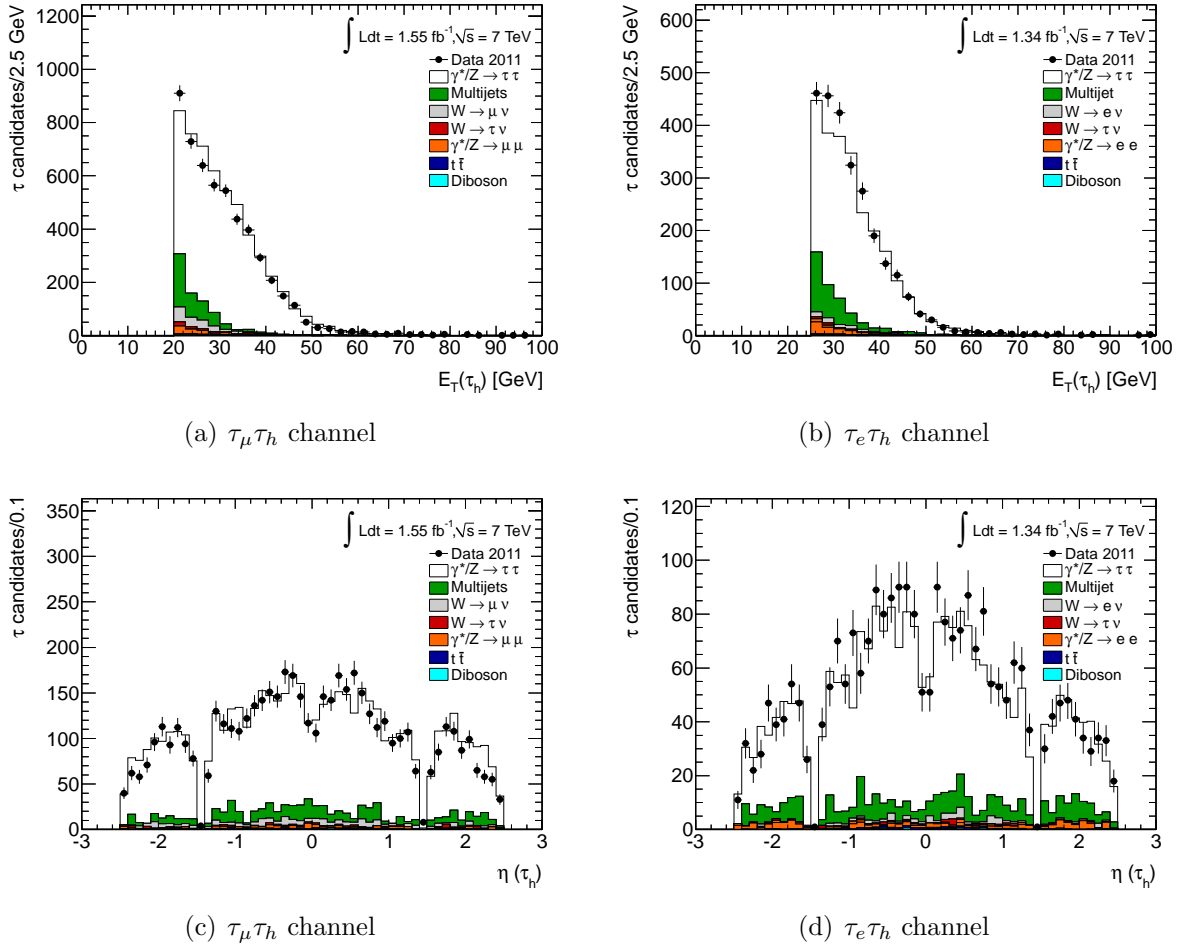 τ candidates/2.5 GeV
1200
1000
800
600
400
200
0
∫ Ldt = 1.55 fb⁻¹,√s = 7 TeV
Data 2011
γ*/Z → τ τ
Multijets
W → μ ν
W → τ ν
γ*/Z → μ μ
t t̄
Diboson
0 10 20 30 40 50 60 70 80 90 100
E_T(τ_h) [GeV]
(a) τ_μτ_h channel
τ candidates/2.5 GeV
600
500
400
300
200
100
0
∫ Ldt = 1.34 fb⁻¹,√s = 7 TeV
Data 2011
γ*/Z → τ τ
Multijet
W → e ν
W → τ ν
γ*/Z → e e
t t̄
Diboson
0 10 20 30 40 50 60 70 80 90 100
E_T(τ_h) [GeV]
(b) τ_eτ_h channel
τ candidates/0.1
350
300
250
200
150
100
50
0
∫ Ldt = 1.55 fb⁻¹,√s = 7 TeV
Data 2011
γ*/Z → τ τ
Multijets
W → μ ν
W → τ ν
γ*/Z → μ μ
t t̄
Diboson
-3 -2 -1 0 1 2 3
η (τ_h)
(c) τ_μτ_h channel
τ candidates/0.1
120
100
80
60
40
20
0
∫ Ldt = 1.34 fb⁻¹,√s = 7 TeV
Data 2011
γ*/Z → τ τ
Multijet
W → e ν
W → τ ν
γ*/Z → e e
t t̄
Diboson
-3 -2 -1 0 1 2 3
η (τ_h)
(d) τ_eτ_h channel